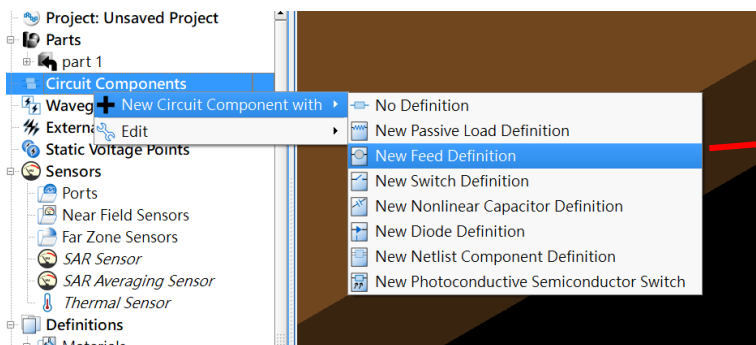 Project: Unsaved Project
Parts
part 1
Circuit Components
Waveg
New Circuit Component with
No Definition
Externa
Edit
New Passive Load Definition
Static Voltage Points
New Feed Definition
Sensors
New Switch Definition
Ports
New Nonlinear Capacitor Definition
Near Field Sensors
New Diode Definition
Far Zone Sensors
New Netlist Component Definition
SAR Sensor
New Photoconductive Semiconductor Switch
SAR Averaging Sensor
Thermal Sensor
Definitions
Materials